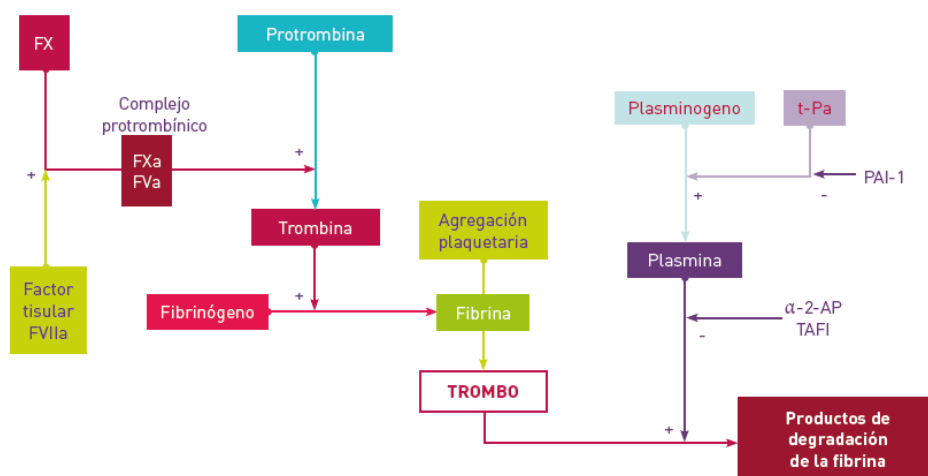 FX
Protrombina
Complejo
protrombínico
Plasminogeno
t-Pa
+
+
FXa
FVa
PAI-1
+
-
Trombina
Agregación
plaquetaria
Plasmina
Factor
tisular
FVIIa
Fibrinógeno
+
Fibrina
α-2-AP
TAFI
-
TROMBO
+
Productos de
degradación
de la fibrina